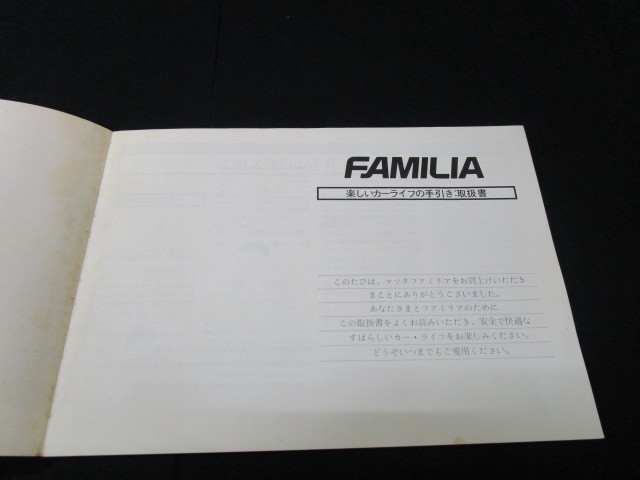 FAMILIA
楽しいカーライフの手引き:取扱書
このたびは、マツダファミリアをお買上げいただき
まことにありがとうございました。
あなたさまとファミリアのために
この取扱書をよくお読みいただき、安全で快適な
すばらしいカー・ライフをお楽しみください。
どうぞいつまでもご愛用ください。